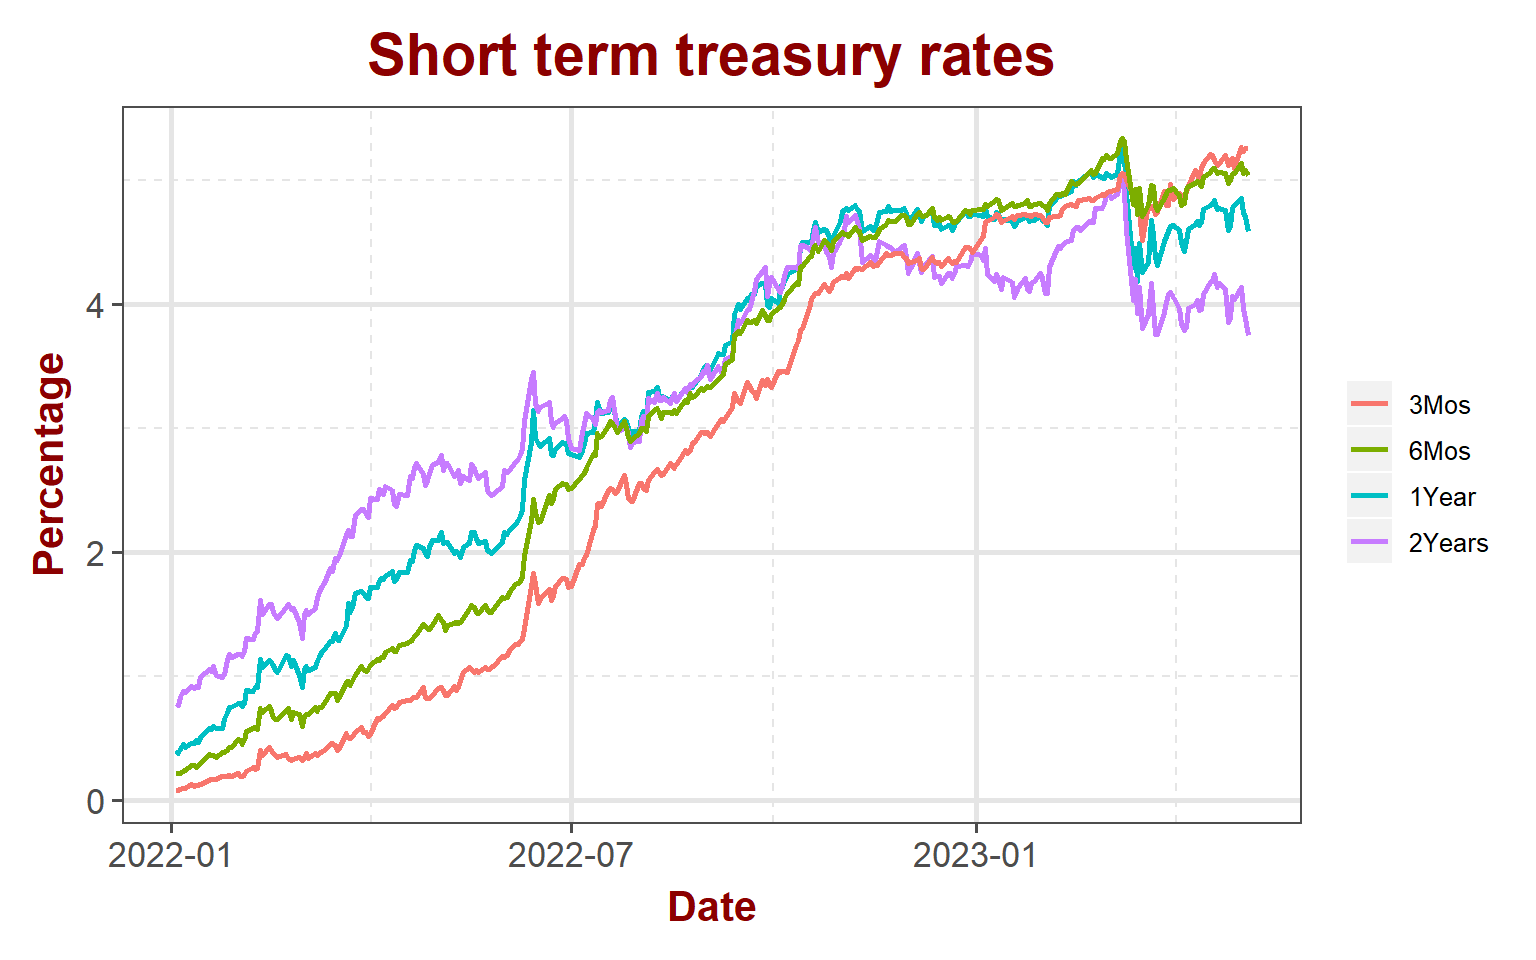 Short term treasury rates
Percentage
4
2
0
2022-01
2022-07
2023-01
Date
3Mos
6Mos
1Year
2Years